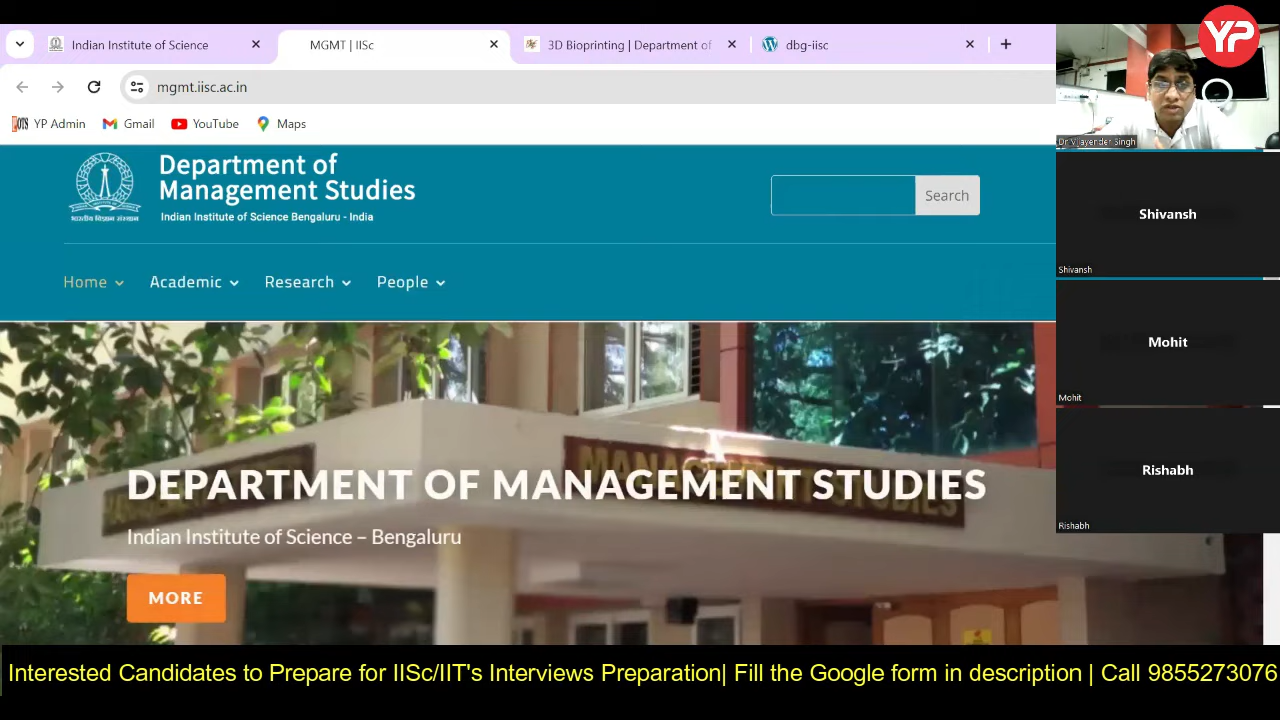 Indian Institute of Science
MGMT | IISc
3D Bioprinting | Department of
dbg-iisc
YP
mgmt.iisc.ac.in
YP Admin
Gmail
YouTube
Maps
Dr Vijayender Singh
Department of
Management Studies
भारतीय विज्ञान संस्थान
Indian Institute of Science Bengaluru - India
Search
Shivansh
Shivansh
Home
Academic
Research
People
Mohit
Mohit
DEPARTMENT OF MANAGEMENT STUDIES
Indian Institute of Science – Bengaluru
MORE
Rishabh
Rishabh
Interested Candidates to Prepare for IISc/IIT's Interviews Preparation| Fill the Google form in description | Call 9855273076